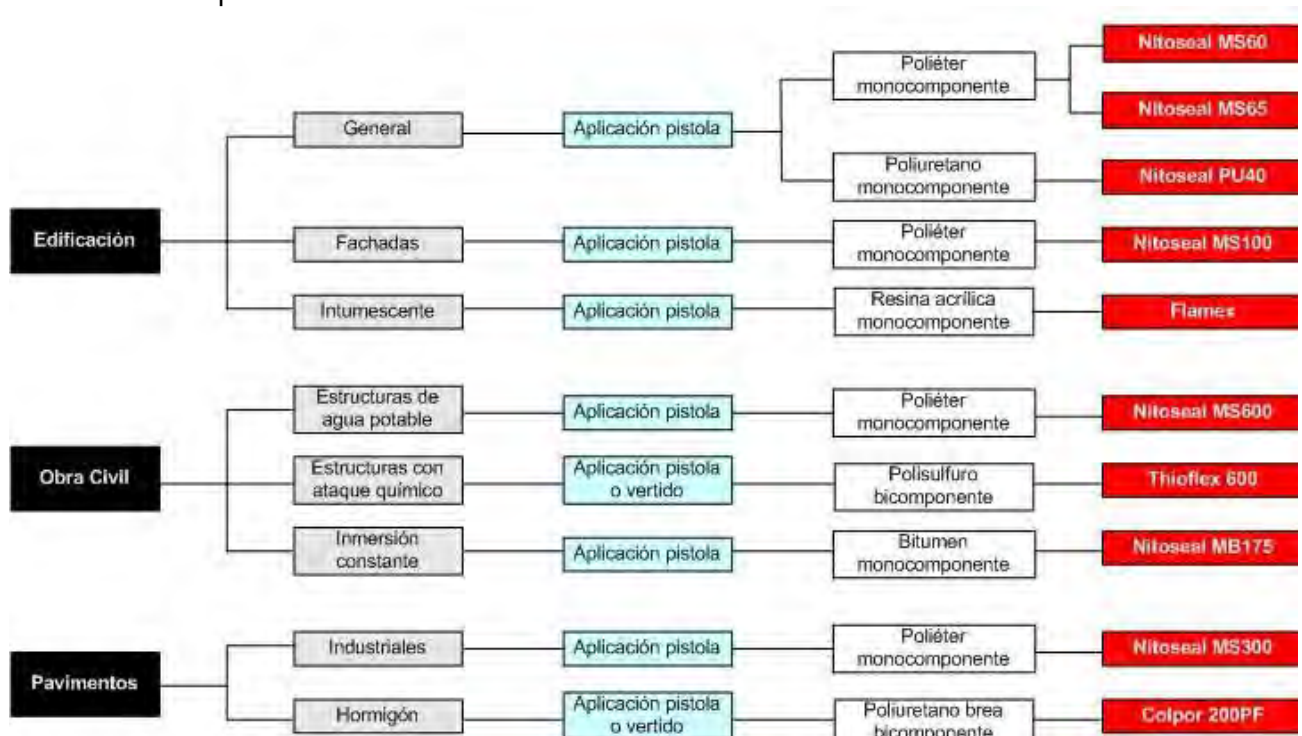 Nitoseal MS60
Poliéter
monocomponente
General
Aplicación pistola
Nitoseal MS65
Poliuretano
monocomponente
Nitoseal PU40
Edificación
Fachadas
Aplicación pistola
Poliéter
monocomponente
Nitoseal MS100
Intumescente
Aplicación pistola
Resina acrílica
monocomponente
Flamex
Estructuras de
agua potable
Aplicación pistola
Poliéter
monocomponente
Nitoseal MS600
Obra Civil
Estructuras con
ataque químico
Aplicación pistola
o vertido
Polisulfuro
bicomponente
Thioflex 600
Inmersión
constante
Aplicación pistola
Bitumen
monocomponente
Nitoseal MB175
Pavimentos
Industriales
Aplicación pistola
Poliéter
monocomponente
Nitoseal MS300
Hormigón
Aplicación pistola
o vertido
Poliuretano brea
bicomponente
Colpor 200PF